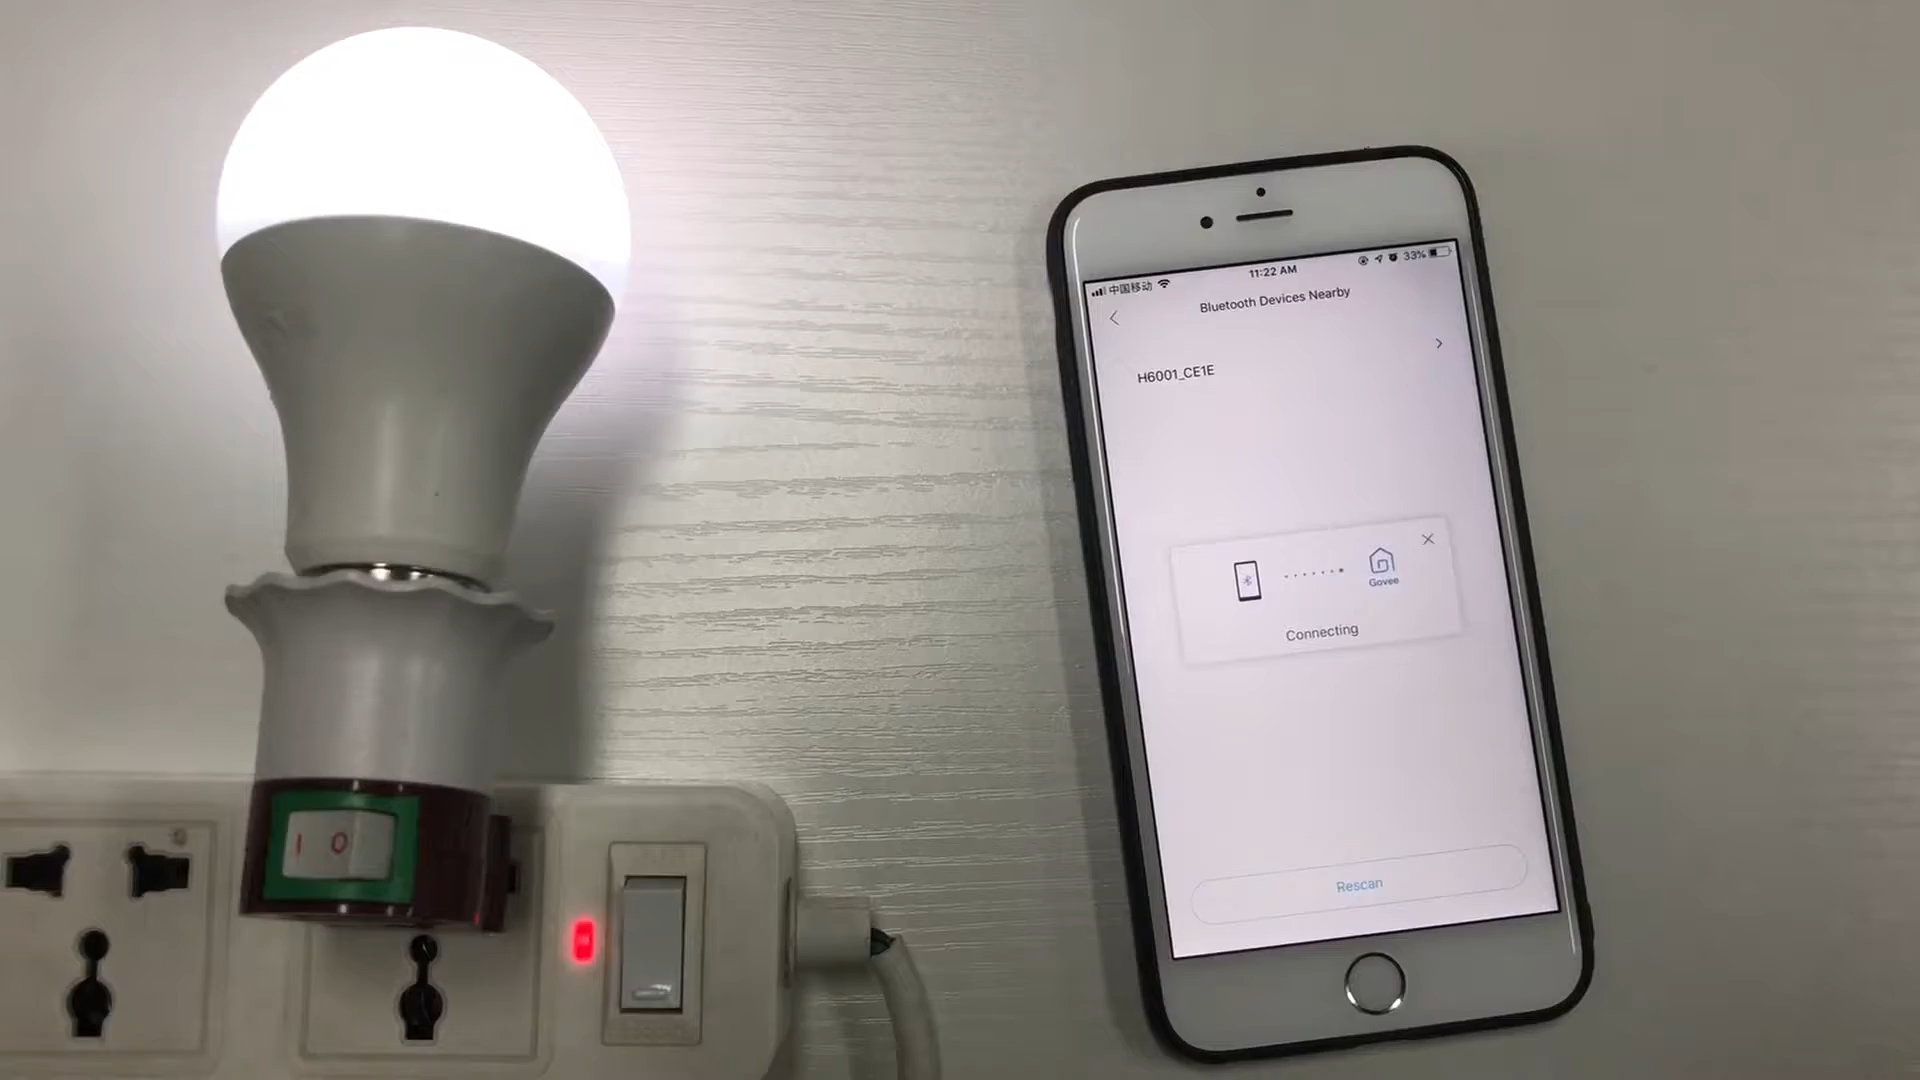 中国移动
11:22 AM
33%
Bluetooth Devices Nearby
H6001_CE1E
Govee
Connecting
Rescan
I O